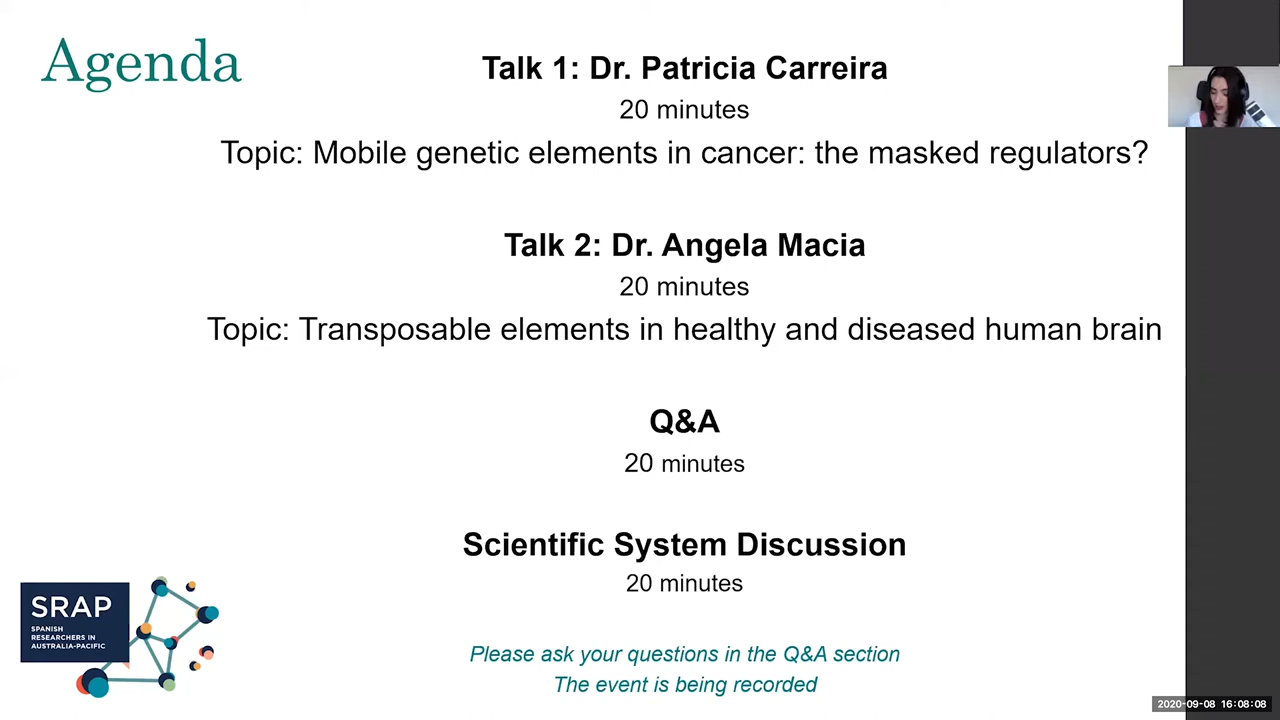 Agenda
Talk 1: Dr. Patricia Carreira
20 minutes
Topic: Mobile genetic elements in cancer: the masked regulators?
Talk 2: Dr. Angela Macia
20 minutes
Topic: Transposable elements in healthy and diseased human brain
Q&A
20 minutes
Scientific System Discussion
20 minutes
SRAP
SPANISH
RESEARCHERS IN
AUSTRALIA-PACIFIC
Please ask your questions in the Q&A section
The event is being recorded
2020-09-08 16:08:08